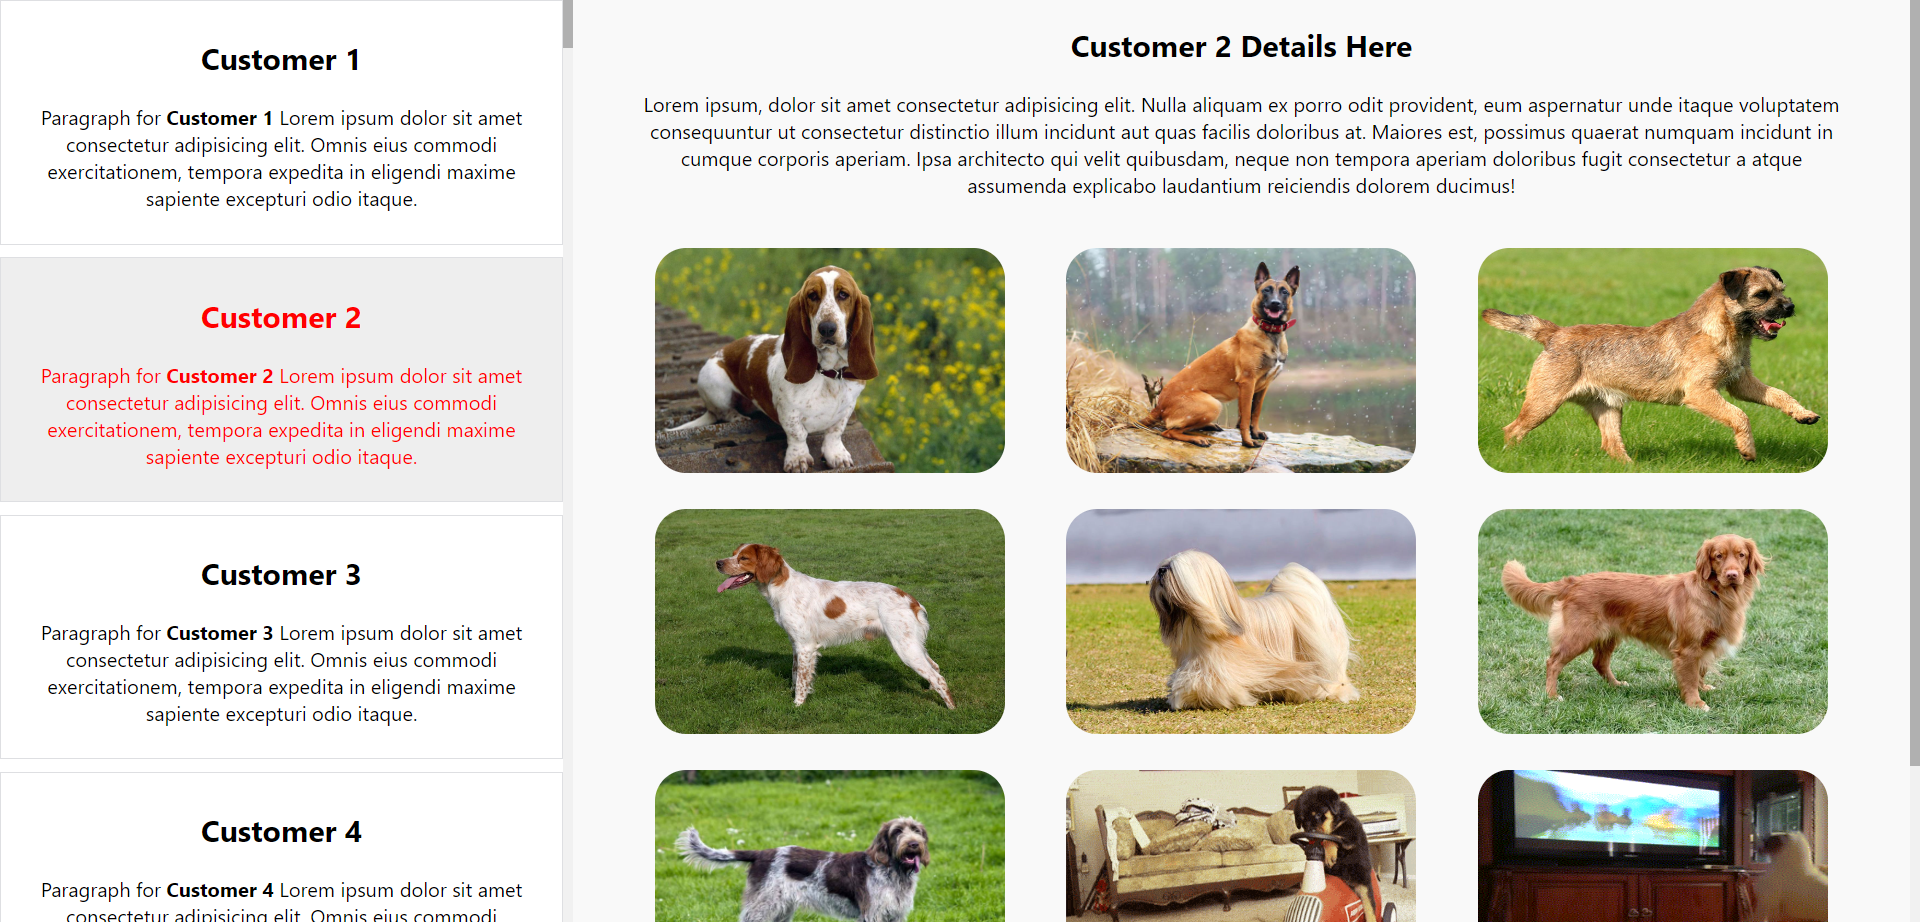 Customer 1
Paragraph for Customer 1 Lorem ipsum dolor sit amet
consectetur adipisicing elit. Omnis eius commodi
exercitationem, tempora expedita in eligendi maxime
sapiente excepturi odio itaque.
Customer 2
Paragraph for Customer 2 Lorem ipsum dolor sit amet
consectetur adipisicing elit. Omnis eius commodi
exercitationem, tempora expedita in eligendi maxime
sapiente excepturi odio itaque.
Customer 3
Paragraph for Customer 3 Lorem ipsum dolor sit amet
consectetur adipisicing elit. Omnis eius commodi
exercitationem, tempora expedita in eligendi maxime
sapiente excepturi odio itaque.
Customer 4
Paragraph for Customer 4 Lorem ipsum dolor sit amet
consectetur adipisicing elit. Omnis eius commodi
Customer 2 Details Here
Lorem ipsum, dolor sit amet consectetur adipisicing elit. Nulla aliquam ex porro odit provident, eum aspernatur unde itaque voluptatem
consequuntur ut consectetur distinctio illum incidunt aut quas facilis doloribus at. Maiores est, possimus quaerat numquam incidunt in
cumque corporis aperiam. Ipsa architecto qui velit quibusdam, neque non tempora aperiam doloribus fugit consectetur a atque
assumenda explicabo laudantium reiciendis dolorem ducimus!